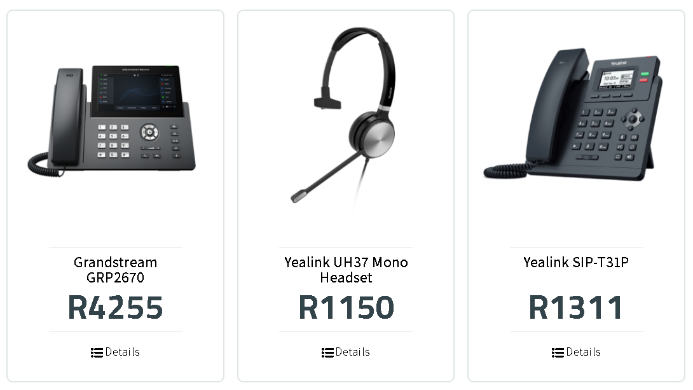 Grandstream
GRP2670
R4255
Details
Yealink UH37 Mono
Headset
R1150
Details
Yealink SIP-T31P
R1311
Details